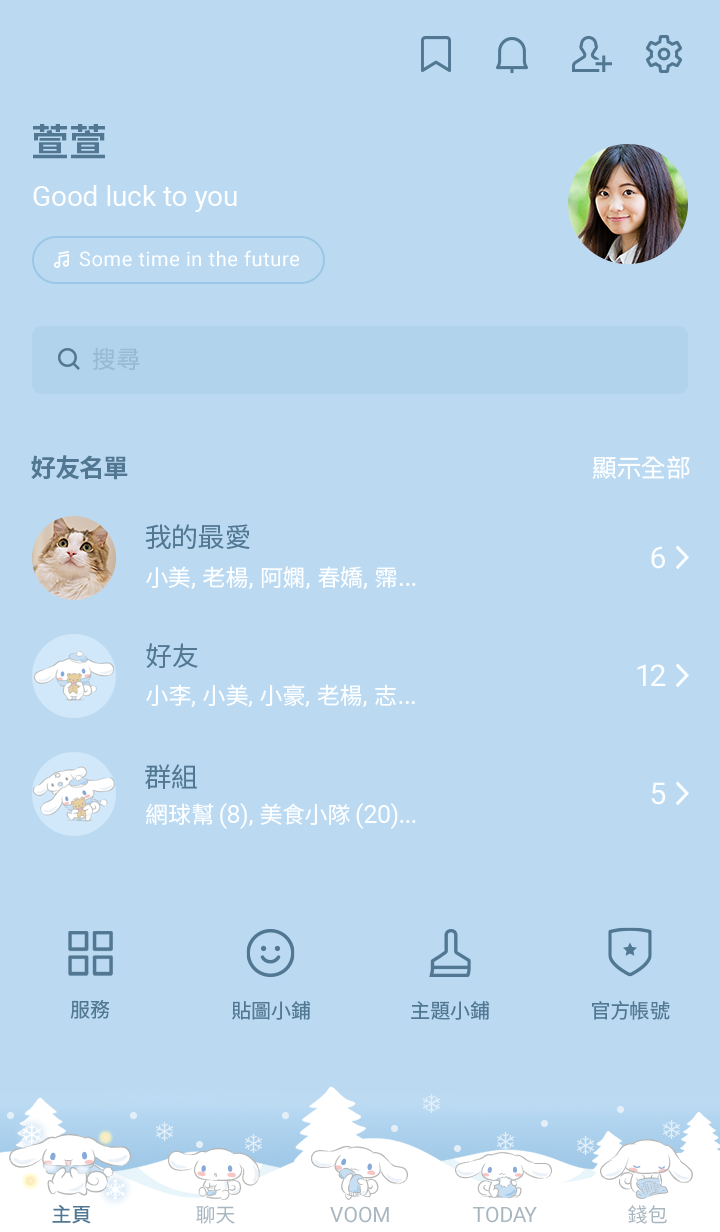 萱萱
Good luck to you
Some time in the future
搜尋
好友名單 顯示全部
我的最愛
小美, 老楊, 阿嫻, 春嬌, 霈...
6
好友
小李, 小美, 小豪, 老楊, 志...
12
群組
網球幫 (8), 美食小隊 (20)...
5
服務 貼圖小鋪 主題小鋪 官方帳號
主頁 聊天 VOOM TODAY 錢包